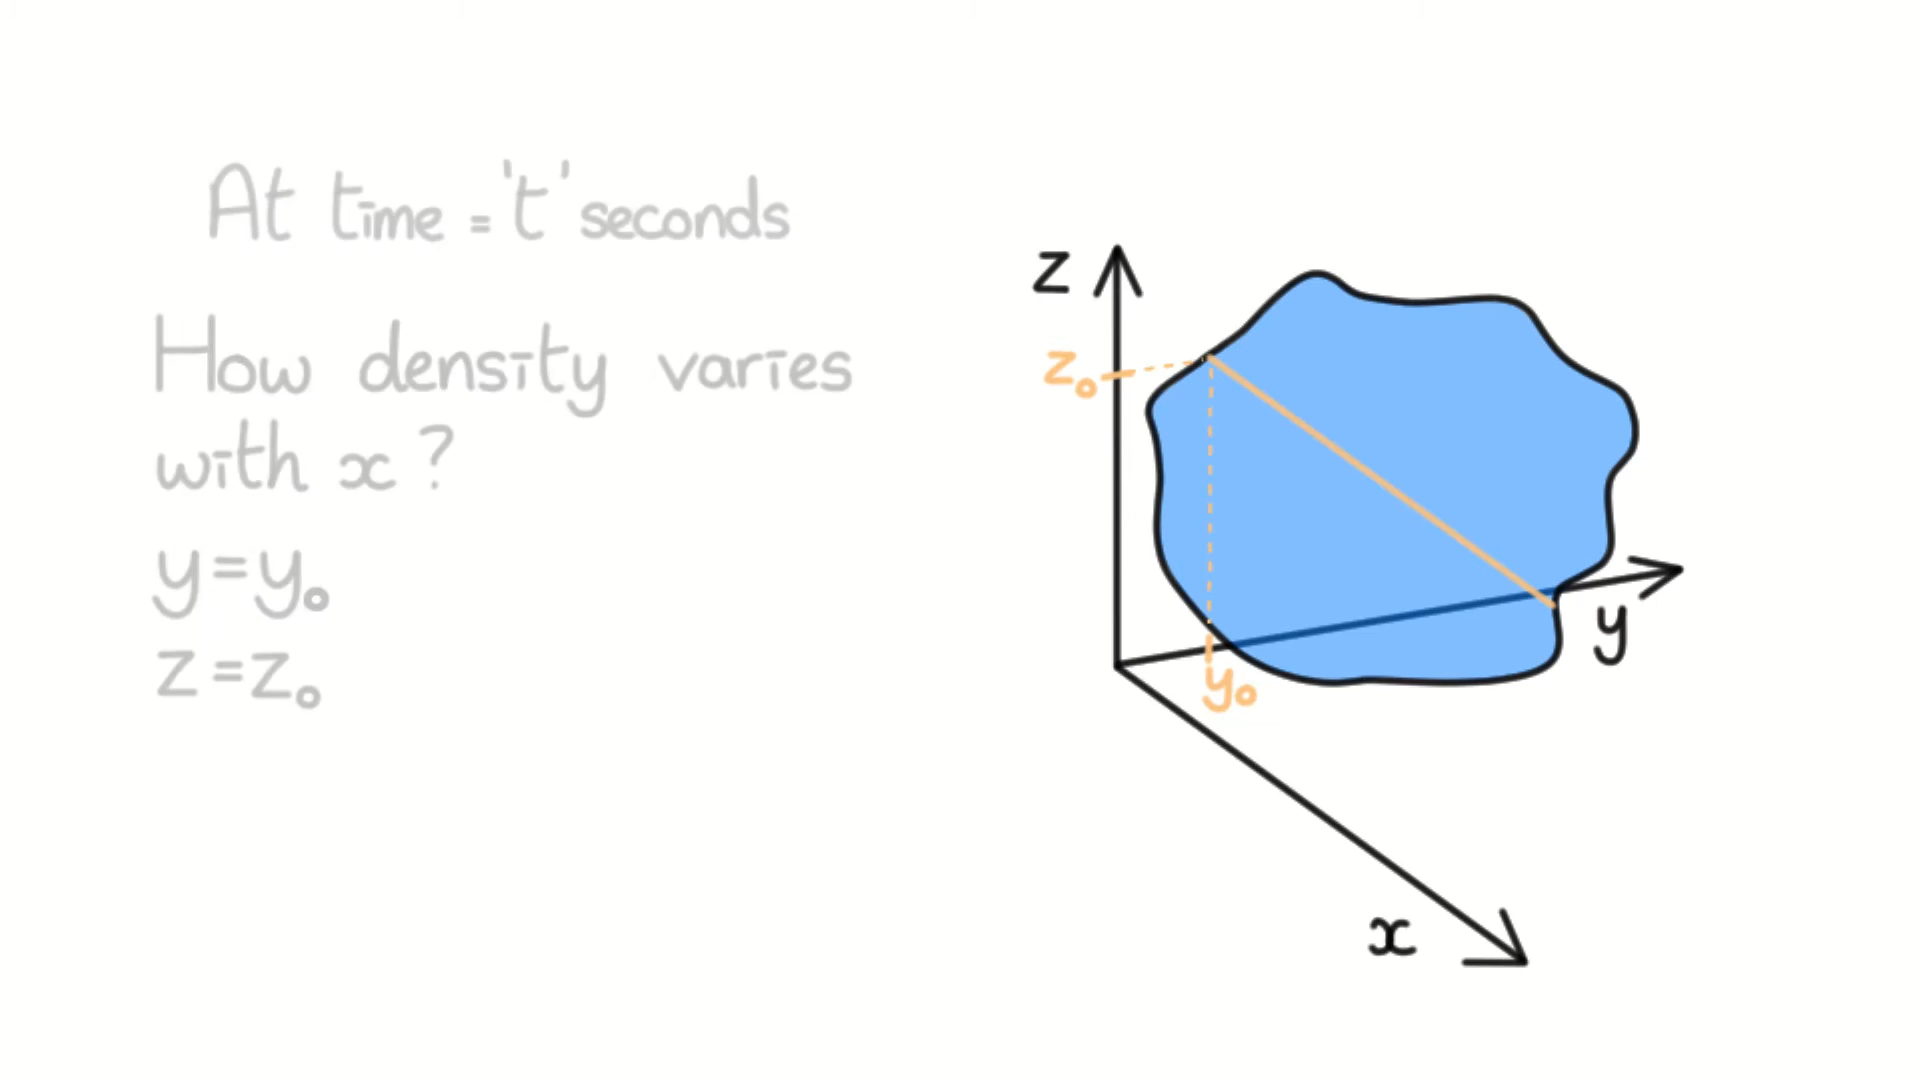 At time = 't' seconds
How density varies
with x ?
y = y₀
z = z₀
z
z₀
y
y₀
x